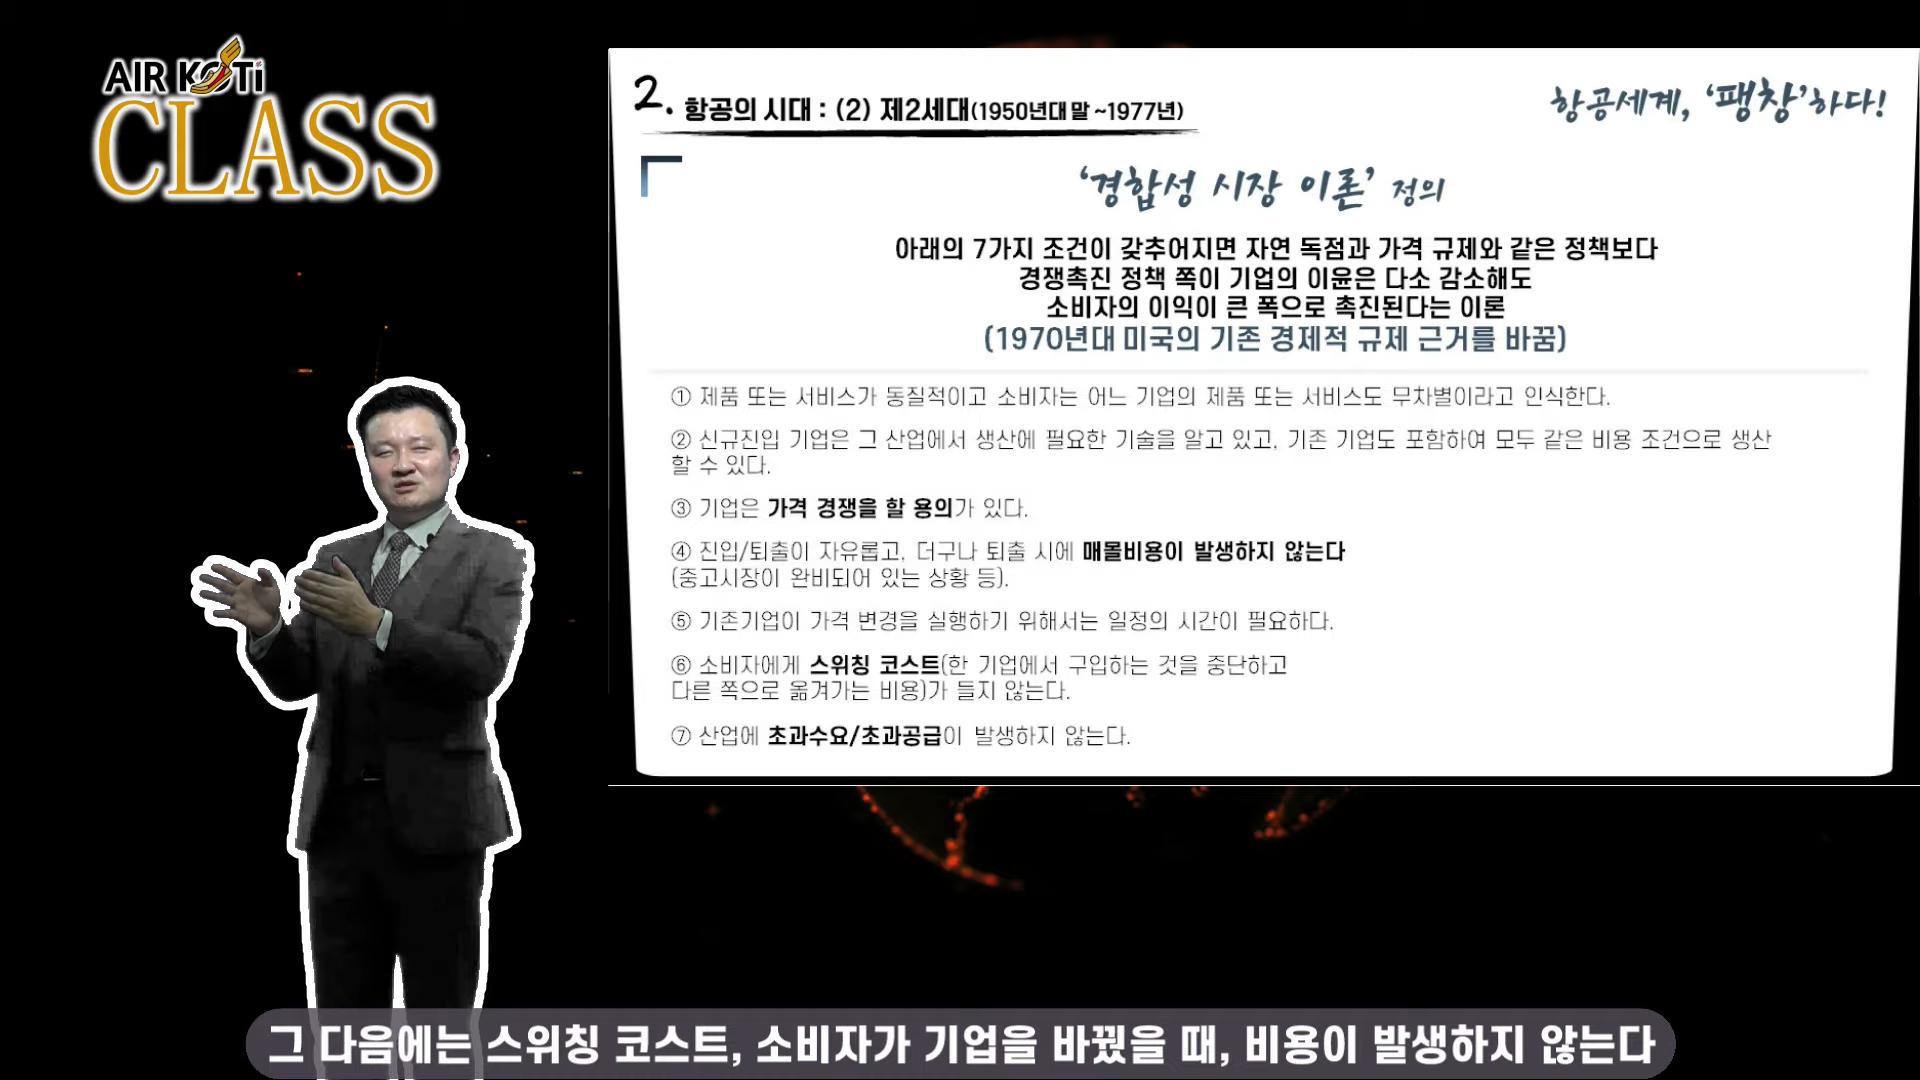 AIR KOTi
CLASS
2. 항공의 시대 : (2) 제2세대(1950년대 말 ~1977년)
항공세계, ‘팽창’하다!
‘경합성 시장 이론’ 정의
아래의 7가지 조건이 갖추어지면 자연 독점과 가격 규제와 같은 정책보다
경쟁촉진 정책 쪽이 기업의 이윤은 다소 감소해도
소비자의 이익이 큰 폭으로 촉진된다는 이론
(1970년대 미국의 기존 경제적 규제 근거를 바꿈)
① 제품 또는 서비스가 동질적이고 소비자는 어느 기업의 제품 또는 서비스도 무차별이라고 인식한다.
② 신규진입 기업은 그 산업에서 생산에 필요한 기술을 알고 있고, 기존 기업도 포함하여 모두 같은 비용 조건으로 생산
할 수 있다.
③ 기업은 가격 경쟁을 할 용의가 있다.
④ 진입/퇴출이 자유롭고, 더구나 퇴출 시에 매몰비용이 발생하지 않는다
(중고시장이 완비되어 있는 상황 등).
⑤ 기존기업이 가격 변경을 실행하기 위해서는 일정의 시간이 필요하다.
⑥ 소비자에게 스위칭 코스트(한 기업에서 구입하는 것을 중단하고
다른 쪽으로 옮겨가는 비용)가 들지 않는다.
⑦ 산업에 초과수요/초과공급이 발생하지 않는다.
그 다음에는 스위칭 코스트, 소비자가 기업을 바꿨을 때, 비용이 발생하지 않는다